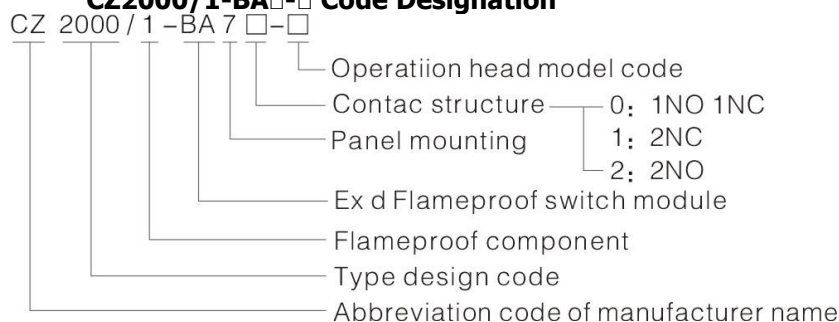 CZ2000/1-BA□-□ Code Designation
CZ 2000 / 1 – BA 7 □–□
Operatiion head model code
Contac structure 0: 1NO 1NC
Panel mounting 1: 2NC
2: 2NO
Ex d Flameproof switch module
Flameproof component
Type design code
Abbreviation code of manufacturer name